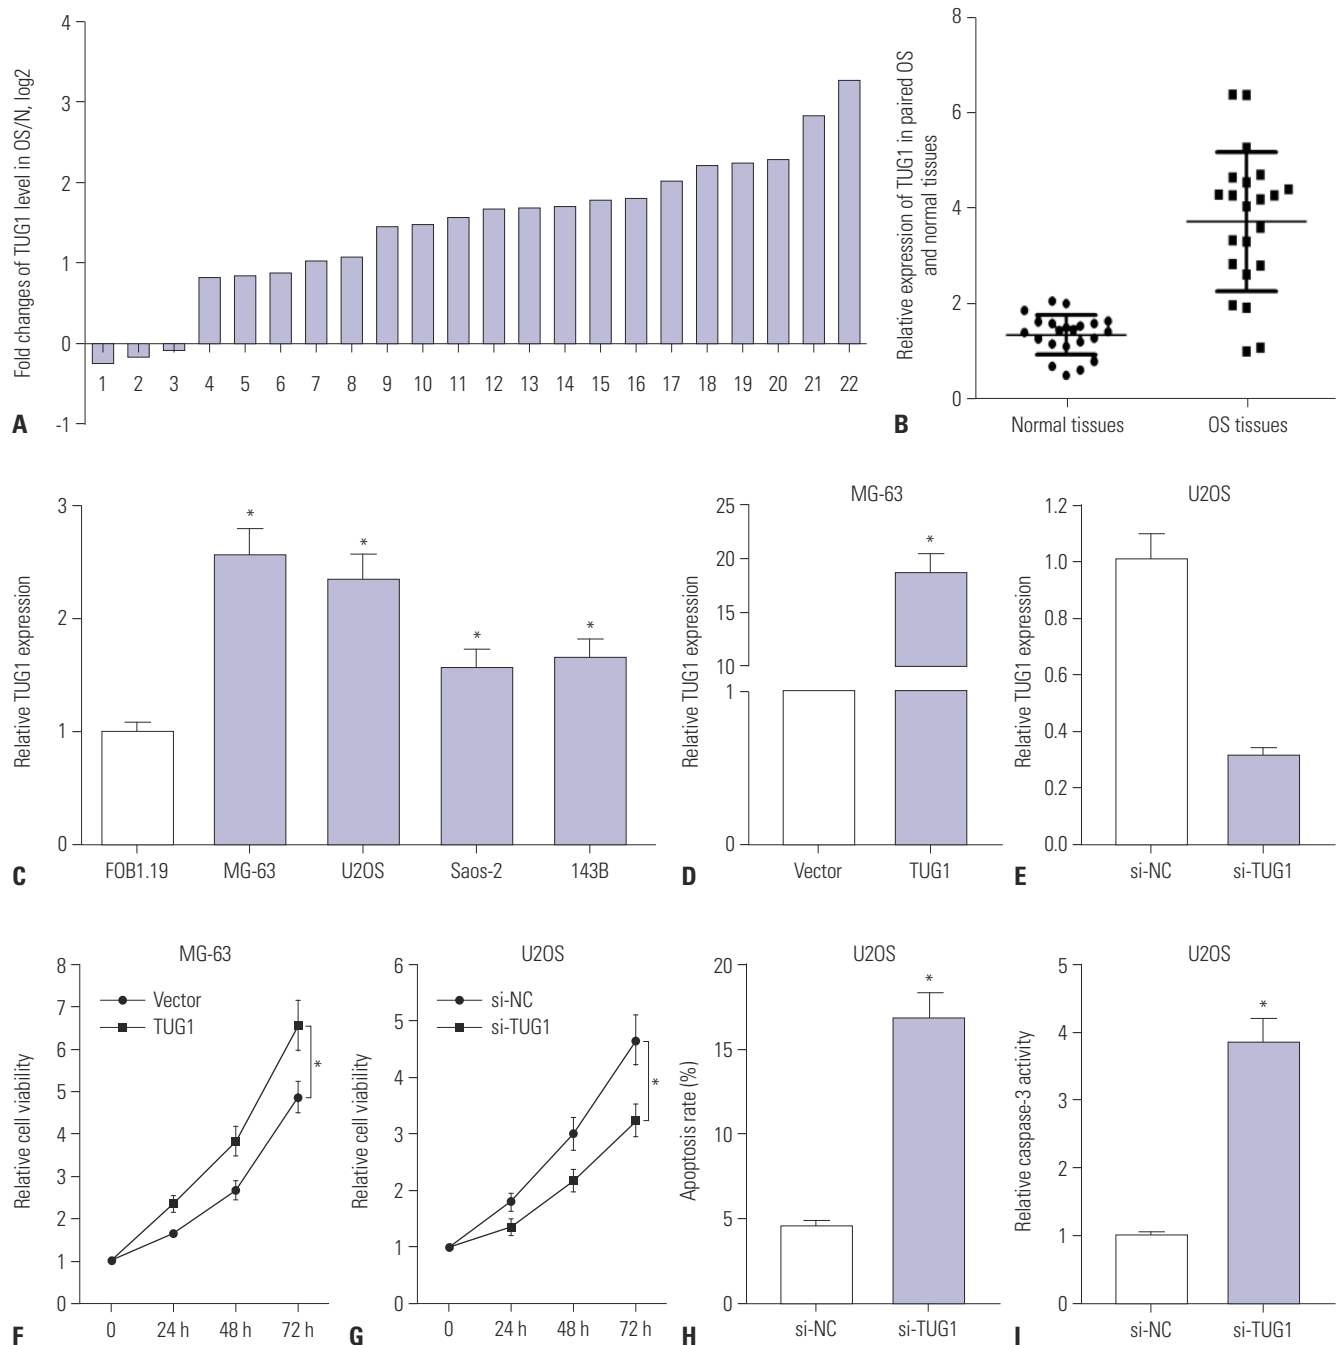 Fold changes of TUG1 level in OS/N, log2
4
3
2
1
0
-1
1 2 3 4 5 6 7 8 9 10 11 12 13 14 15 16 17 18 19 20 21 22
A
Relative expression of TUG1 in paired OS
and normal tissues
8
6
4
2
0
Normal tissues OS tissues
B
Relative TUG1 expression
3
2
1
0
* * * *
FOB1.19 MG-63 U2OS Saos-2 143B
C
MG-63
Relative TUG1 expression
25
20
15
10
1
0
*
Vector TUG1
D
U2OS
Relative TUG1 expression
1.2
1.0
0.8
0.6
0.4
0.2
0.0
si-NC si-TUG1
E
MG-63
Relative cell viability
8
7
6
5
4
3
2
1
0
Vector
TUG1
*
0 24 h 48 h 72 h
F
U2OS
Relative cell viability
6
5
4
3
2
1
0
si-NC
si-TUG1
*
0 24 h 48 h 72 h
G
U2OS
Apoptosis rate (%)
20
15
10
5
0
*
si-NC si-TUG1
H
U2OS
Relative caspase-3 activity
5
4
3
2
1
0
*
si-NC si-TUG1
I